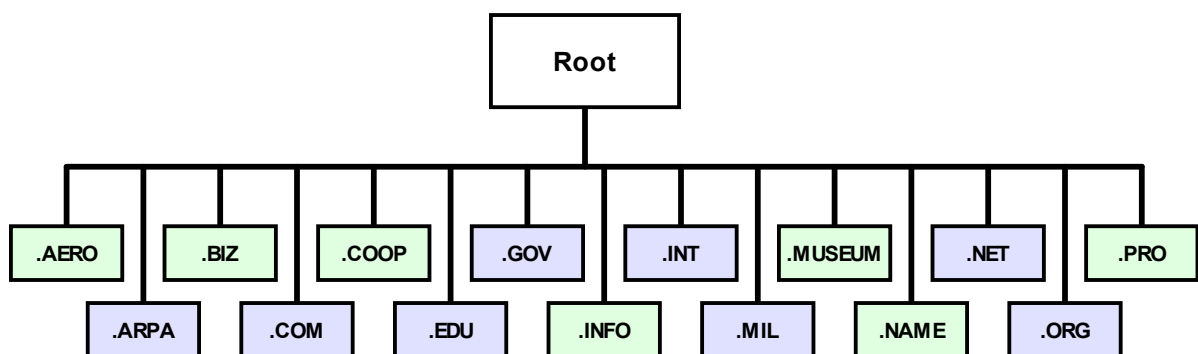 Root
.AERO
.BIZ
.COOP
.GOV
.INT
.MUSEUM
.NET
.PRO
.ARPA
.COM
.EDU
.INFO
.MIL
.NAME
.ORG